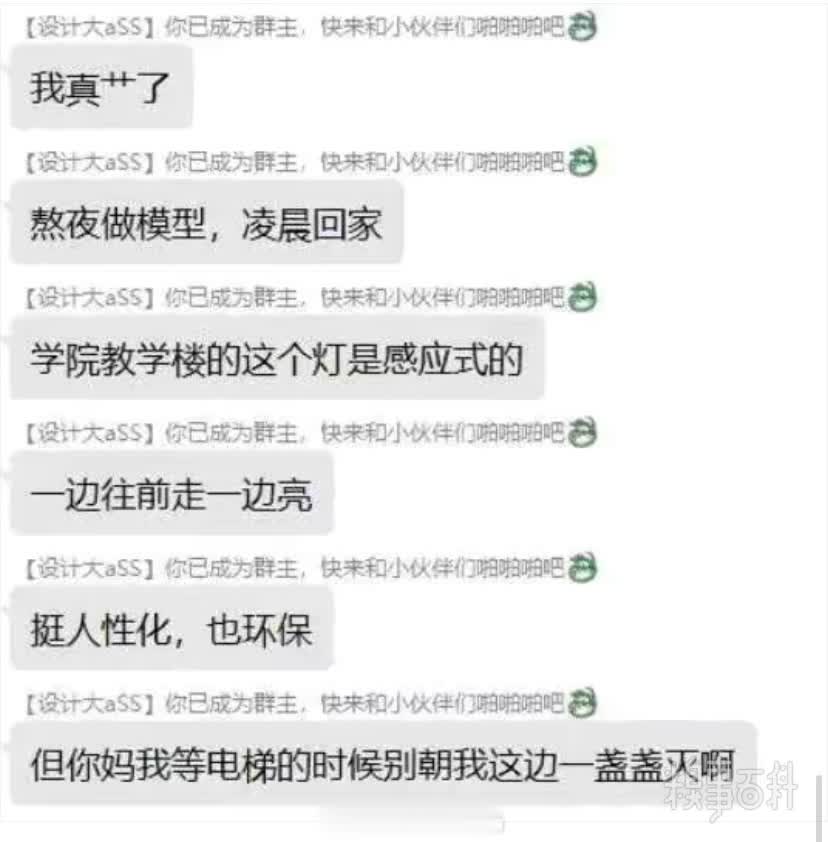 【设计大aSS】你已成为群主，快来和小伙伴们啪啪啪吧
我真艹了
【设计大aSS】你已成为群主，快来和小伙伴们啪啪啪吧
熬夜做模型，凌晨回家
【设计大aSS】你已成为群主，快来和小伙伴们啪啪啪吧
学院教学楼的这个灯是感应式的
【设计大aSS】你已成为群主，快来和小伙伴们啪啪啪吧
一边往前走一边亮
【设计大aSS】你已成为群主，快来和小伙伴们啪啪啪吧
挺人性化，也环保
【设计大aSS】你已成为群主，快来和小伙伴们啪啪啪吧
但你妈我等电梯的时候别朝我这边一盏盏灭啊
糗事百科